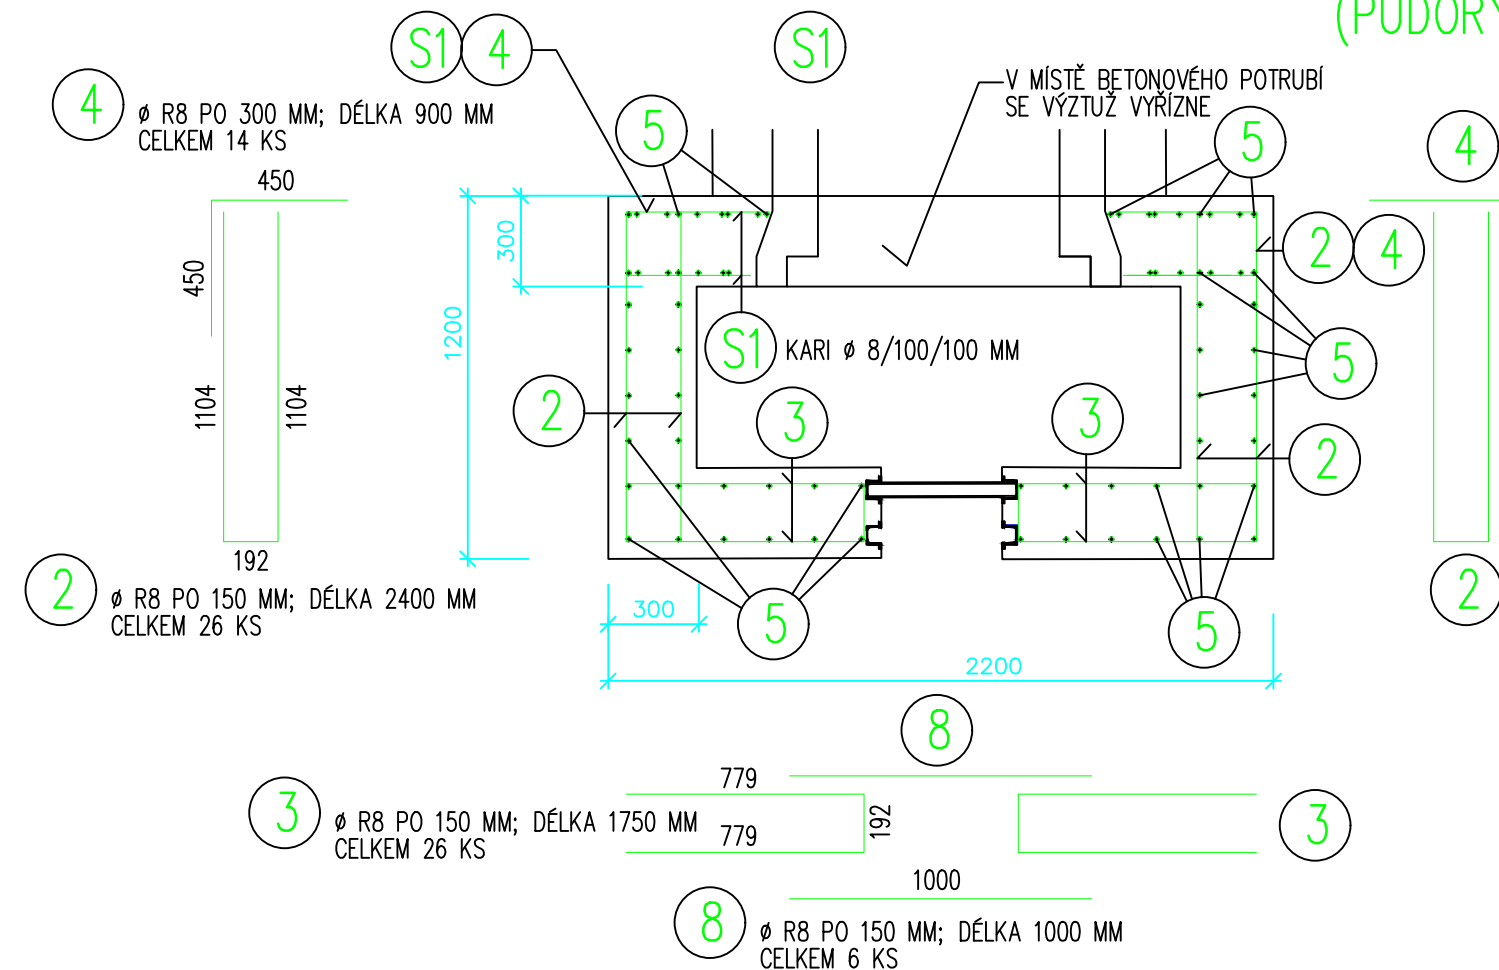 (PŮDORY
S1
4
S1
4
ø R8 PO 300 MM; DÉLKA 900 MM
CELKEM 14 KS
V MÍSTĚ BETONOVÉHO POTRUBÍ
SE VÝZTUŽ VYŘÍZNE
5
5
4
450
450
300
2
4
1200
S1
KARI ø 8/100/100 MM
5
1104
1104
2
3
3
2
192
2
ø R8 PO 150 MM; DÉLKA 2400 MM
CELKEM 26 KS
300
5
5
2
2200
8
779
3
ø R8 PO 150 MM; DÉLKA 1750 MM
CELKEM 26 KS
779
192
3
1000
8
ø R8 PO 150 MM; DÉLKA 1000 MM
CELKEM 6 KS